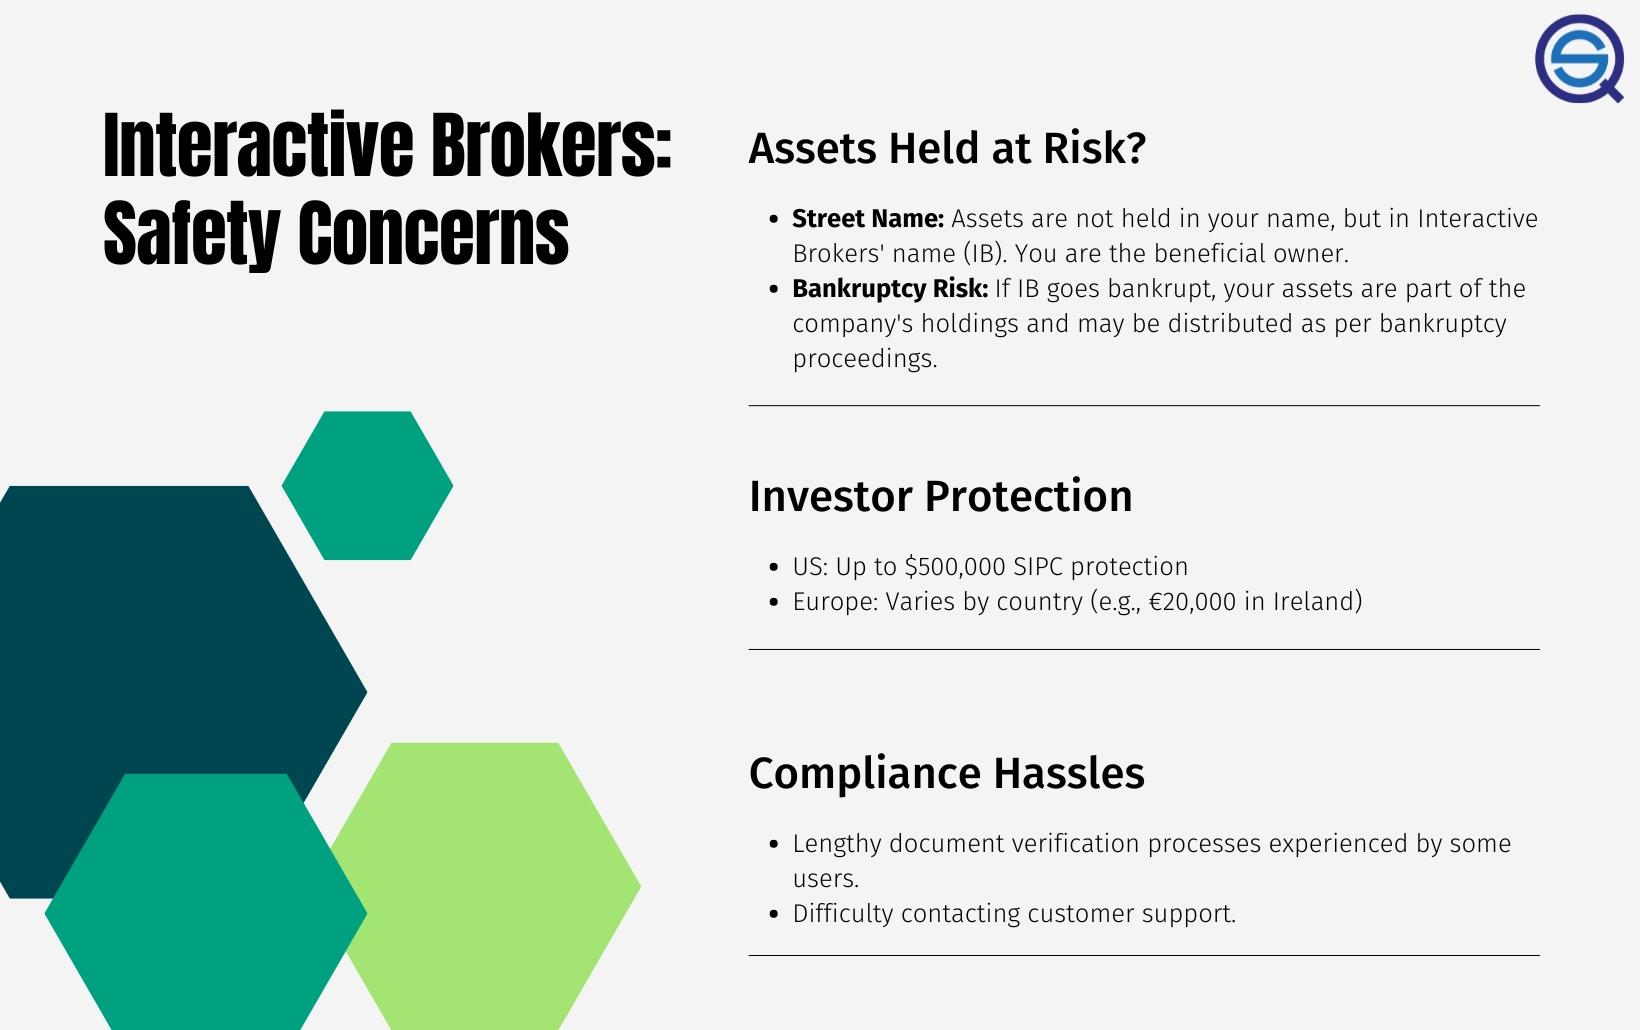 Interactive Brokers:
Safety Concerns
Assets Held at Risk?
• Street Name: Assets are not held in your name, but in Interactive
Brokers' name (IB). You are the beneficial owner.
• Bankruptcy Risk: If IB goes bankrupt, your assets are part of the
company's holdings and may be distributed as per bankruptcy
proceedings.
Investor Protection
• US: Up to $500,000 SIPC protection
• Europe: Varies by country (e.g., €20,000 in Ireland)
Compliance Hassles
• Lengthy document verification processes experienced by some
users.
• Difficulty contacting customer support.